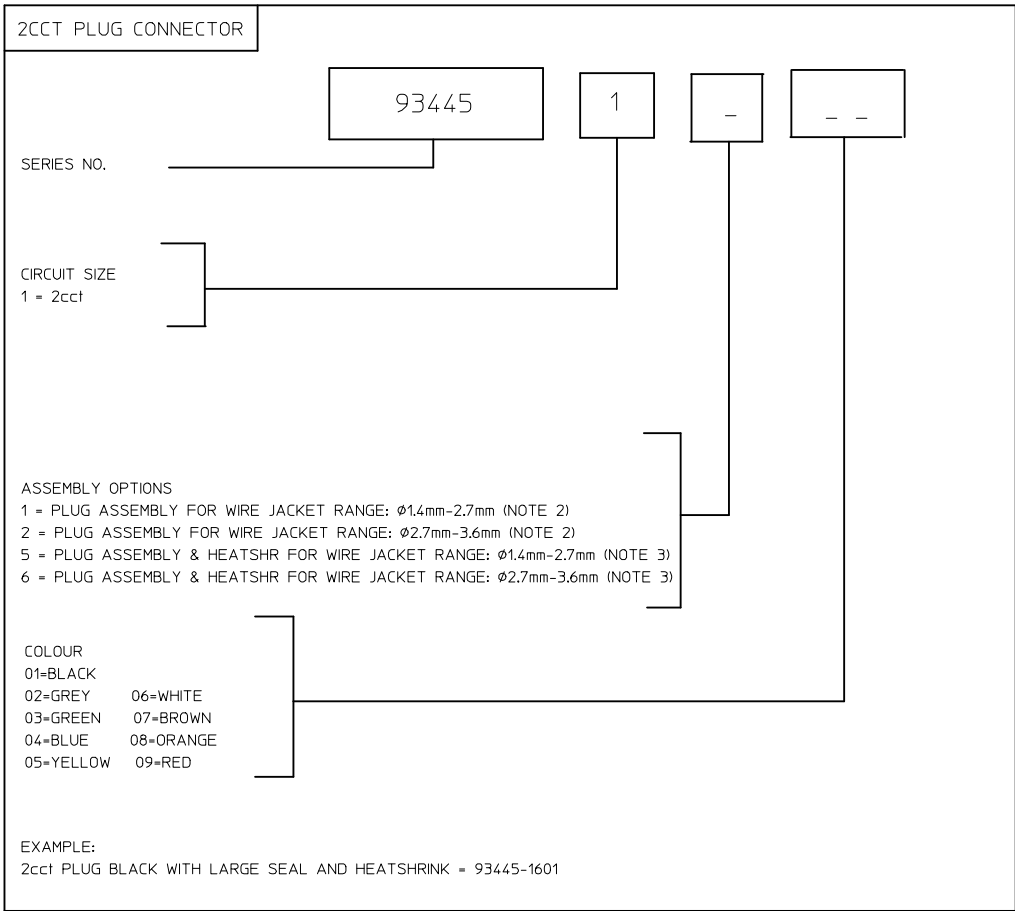 2CCT PLUG CONNECTOR
93445 1 _ _ _
SERIES NO.
CIRCUIT SIZE
1 = 2cct
ASSEMBLY OPTIONS
1 = PLUG ASSEMBLY FOR WIRE JACKET RANGE: Ø1.4mm-2.7mm (NOTE 2)
2 = PLUG ASSEMBLY FOR WIRE JACKET RANGE: Ø2.7mm-3.6mm (NOTE 2)
5 = PLUG ASSEMBLY & HEATSHR FOR WIRE JACKET RANGE: Ø1.4mm-2.7mm (NOTE 3)
6 = PLUG ASSEMBLY & HEATSHR FOR WIRE JACKET RANGE: Ø2.7mm-3.6mm (NOTE 3)
COLOUR
01=BLACK
02=GREY 06=WHITE
03=GREEN 07=BROWN
04=BLUE 08=ORANGE
05=YELLOW 09=RED
EXAMPLE:
2cct PLUG BLACK WITH LARGE SEAL AND HEATSHRINK = 93445-1601